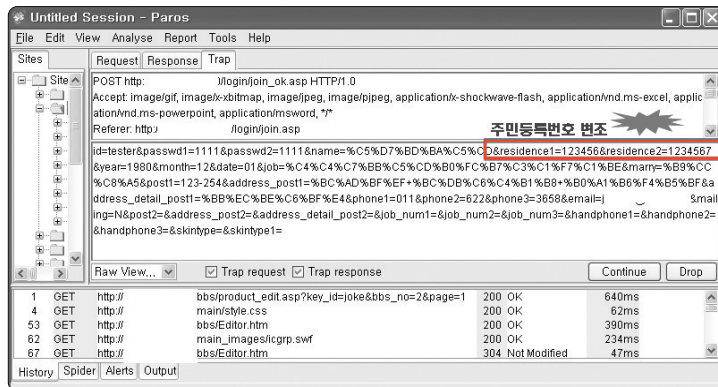 Untitled Session - Paros
File Edit View Analyse Report Tools Help
Sites
Request Response Trap
Site
POST http: )/login/join_ok.asp HTTP/1.0
Accept: image/gif, image/x-xbitmap, image/jpeg, image/pjpeg, application/x-shockwave-flash, application/vnd.ms-excel, applic
ation/vnd.ms-powerpoint, application/msword, */*
Referer: http:/ /login/join.asp
주민등록번호 변조
id=tester&passwd1=1111&passwd2=1111&name=%C5%D7%BD%BA%C5%CD&residence1=123456&residence2=1234567
&year=1980&month=12&date=01&job=%C4%C4%C7%BB%C5%CD%B0%FC%B7%C3%C1%F7%C1%BE&marry=%B9%CC
%C8%A5&post1=123-254&address_post1=%BC%AD%BF%EF+%BC%DB%C6%C4%B1%B8+%B0%A1%B6%F4%B5%BF&a
ddress_detail_post1=%BB%EC%BE%C6%BF%E4&phone1=011&phone2=622&phone3=3658&email=j &mail
ing=N&post2=&address_post2=&address_detail_post2=&job_num1=&job_num2=&job_num3=&handphone1=&handphone2=
&handphone3=&skintype=&skintype1=
Raw View... Trap request Trap response Continue Drop
1 GET http:// bbs/product_edit.asp?key_id=joke&bbs_no=2&page=1 200 OK 640ms
4 GET http:// main/style.css 200 OK 62ms
53 GET http:// bbs/Editor.htm 200 OK 390ms
62 GET http:// main_images/icgrp.swf 200 OK 234ms
67 GET http:// bbs/Editor.htm 304 Not Modified 47ms
History Spider Alerts Output